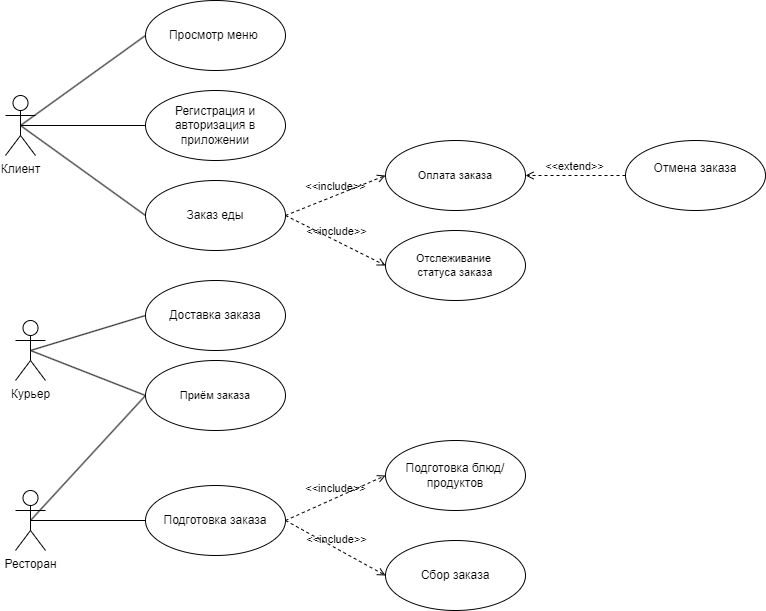 Просмотр меню
Регистрация и
авторизация в
приложении
Клиент
<<include>>
Оплата заказа
<<extend>>
Отмена заказа
Заказ еды
<<include>>
Отслеживание
статуса заказа
Доставка заказа
Курьер
Приём заказа
<<include>>
Подготовка блюд/
продуктов
Подготовка заказа
<<include>>
Ресторан
Сбор заказа